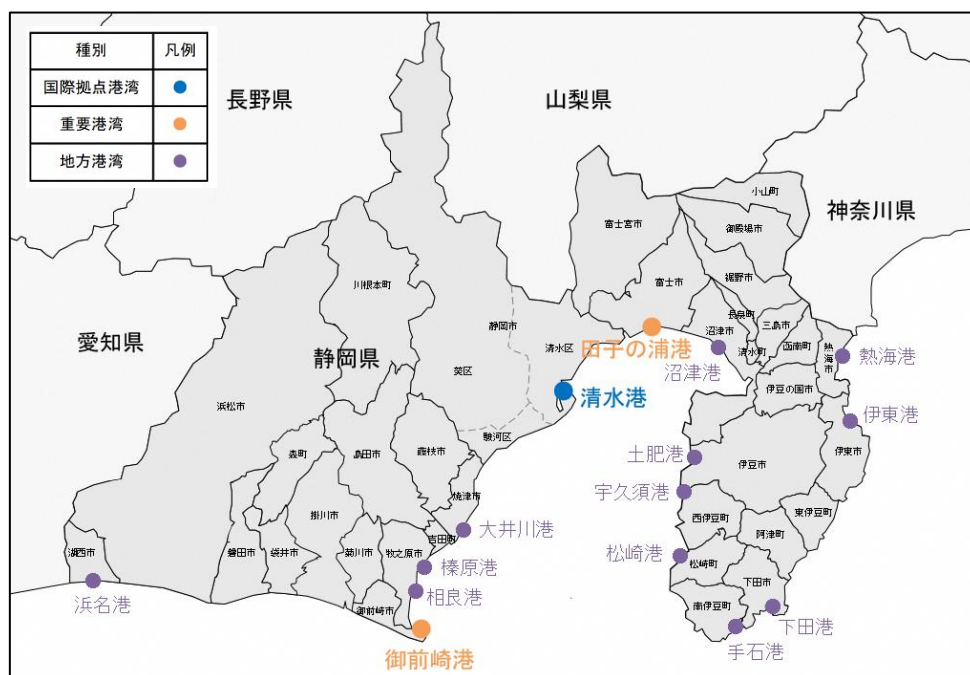 種別 凡例
国際拠点港湾
重要港湾
地方港湾
長野県
山梨県
神奈川県
愛知県
静岡県
小山町
御殿場市
富士宮市
裾野市
富士市
川根本町
長泉町
三島市
静岡市
沼津市
函南町
清水区
清水町
熱海市
田子の浦港
沼津港
熱海港
葵区
伊豆の国市
清水港
浜松市
伊東港
駿河区
森町
島田市
藤枝市
伊東市
土肥港
伊豆市
焼津市
宇久須港
掛川市
東伊豆町
西伊豆町
大井川港
吉田町
河津町
湖西市
磐田市
袋井市
菊川市
牧之原市
松崎港
松崎町
榛原港
下田市
浜名港
相良港
御前崎市
南伊豆町
下田港
手石港
御前崎港